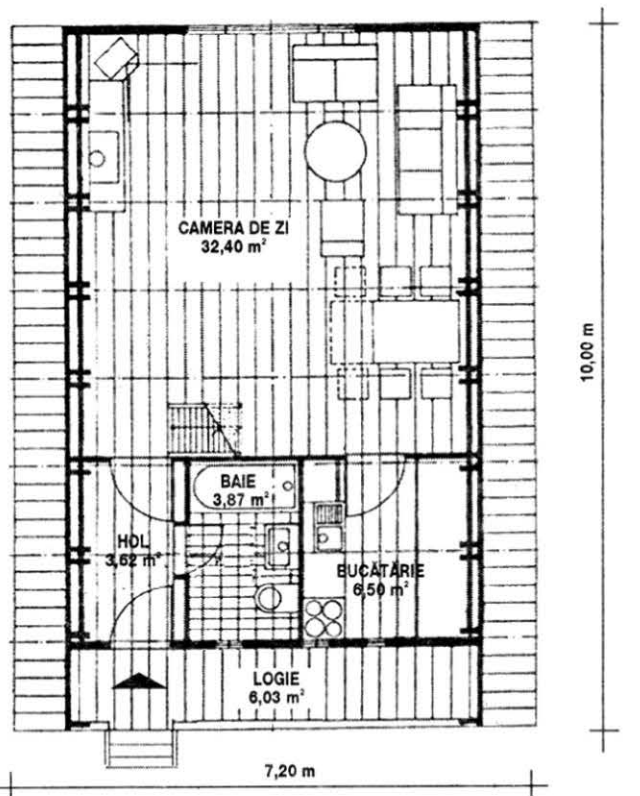 CAMERA DE ZI
32,40 m²
10,00 m
BAIE
3,87 m²
HOL
3,62 m²
BUCĂTĂRIE
6,50 m²
LOGIE
6,03 m²
7,20 m